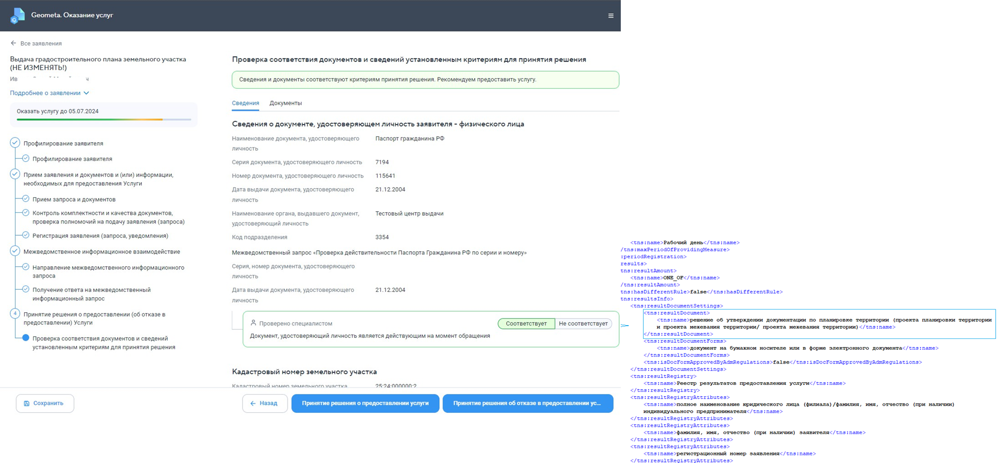 Geometa. Оказание услуг
Все заявления
Выдача градостроительного плана земельного участка
(НЕ ИЗМЕНЯТЬ!)
Ив
Подробнее о заявлении
Оказать услугу до 05.07.2024
Профилирование заявителя
Профилирование заявителя
Прием заявления и документов и (или) информации,
необходимых для предоставления Услуги
Прием запроса и документов
Контроль комплектности и качества документов,
проверка полномочий на подачу заявления (запроса)
Регистрация заявления (запроса, уведомления)
Межведомственное информационное взаимодействие
Направление межведомственного информационного
запроса
Получение ответа на межведомственный
информационный запрос
4
Принятие решения о предоставлении (об отказе в
предоставлении) Услуги
Проверка соответствия документов и сведений
установленным критериям для принятия решения
Сохранить
Проверка соответствия документов и сведений установленным критериям для принятия решения
Сведения и документы соответствуют критериям принятия решения. Рекомендуем предоставить услугу.
Сведения Документы
Сведения о документе, удостоверяющем личность заявителя - физического лица
Наименование документа, удостоверяющего Паспорт гражданина РФ
личность
Серия документа, удостоверяющего личность 7194
Номер документа, удостоверяющего личность 115641
Дата выдачи документа, удостоверяющего 21.12.2004
личность
Наименование органа, выдавшего документ, Тестовый центр выдачи
удостоверяющий личность
Код подразделения 3354
Межведомственный запрос «Проверка действительности Паспорта Гражданина РФ по серии и номеру»
Серия, номер документа, удостоверяющего
личность
Дата выдачи документа, удостоверяющего 21.12.2004
личность
Проверено специалистом Соответствует Не соответствует
Документ, удостоверяющий личность является действующим на момент обращения
Кадастровый номер земельного участка
Кадастровый номер земельного участка 25:24:000000:2
Назад Принятие решения о предоставлении услуги Принятие решения об отказе в предоставлении ус...
<tns:name>Рабочий день</tns:name>
/tns:maxPeriodOfProvidingMeasure>
:periodRegistration>
results>
tns:resultAmount>
<tns:name>ONE_OF</tns:name>
/tns:resultAmount>
tns:hasDifferentRule>false</tns:hasDifferentRule>
tns:resultsInfo>
<tns:resultDocumentSettings>
<tns:resultDocument>
<tns:name>решение об утверждении документации по планировке территории (проекта планировки территории
и проекта межевания территории/ проекта межевания территории)</tns:name>
</tns:resultDocument>
<tns:resultDocumentForms>
<tns:name>документ на бумажном носителе или в форме электронного документа</tns:name>
</tns:resultDocumentForms>
<tns:isDocFormApprovedByAdmRegulations>false</tns:isDocFormApprovedByAdmRegulations>
</tns:resultDocumentSettings>
<tns:resultRegistry>
<tns:name>Реестр результатов предоставления услуги</tns:name>
</tns:resultRegistry>
<tns:resultRegistryAttributes>
<tns:name>полное наименование юридического лица (филиала)/фамилия, имя, отчество (при наличии)
индивидуального предпринимателя</tns:name>
</tns:resultRegistryAttributes>
<tns:resultRegistryAttributes>
<tns:name>фамилия, имя, отчество (при наличии) заявителя</tns:name>
</tns:resultRegistryAttributes>
<tns:resultRegistryAttributes>
<tns:name>регистрационный номер заявления</tns:name>
</tns:resultRegistryAttributes>